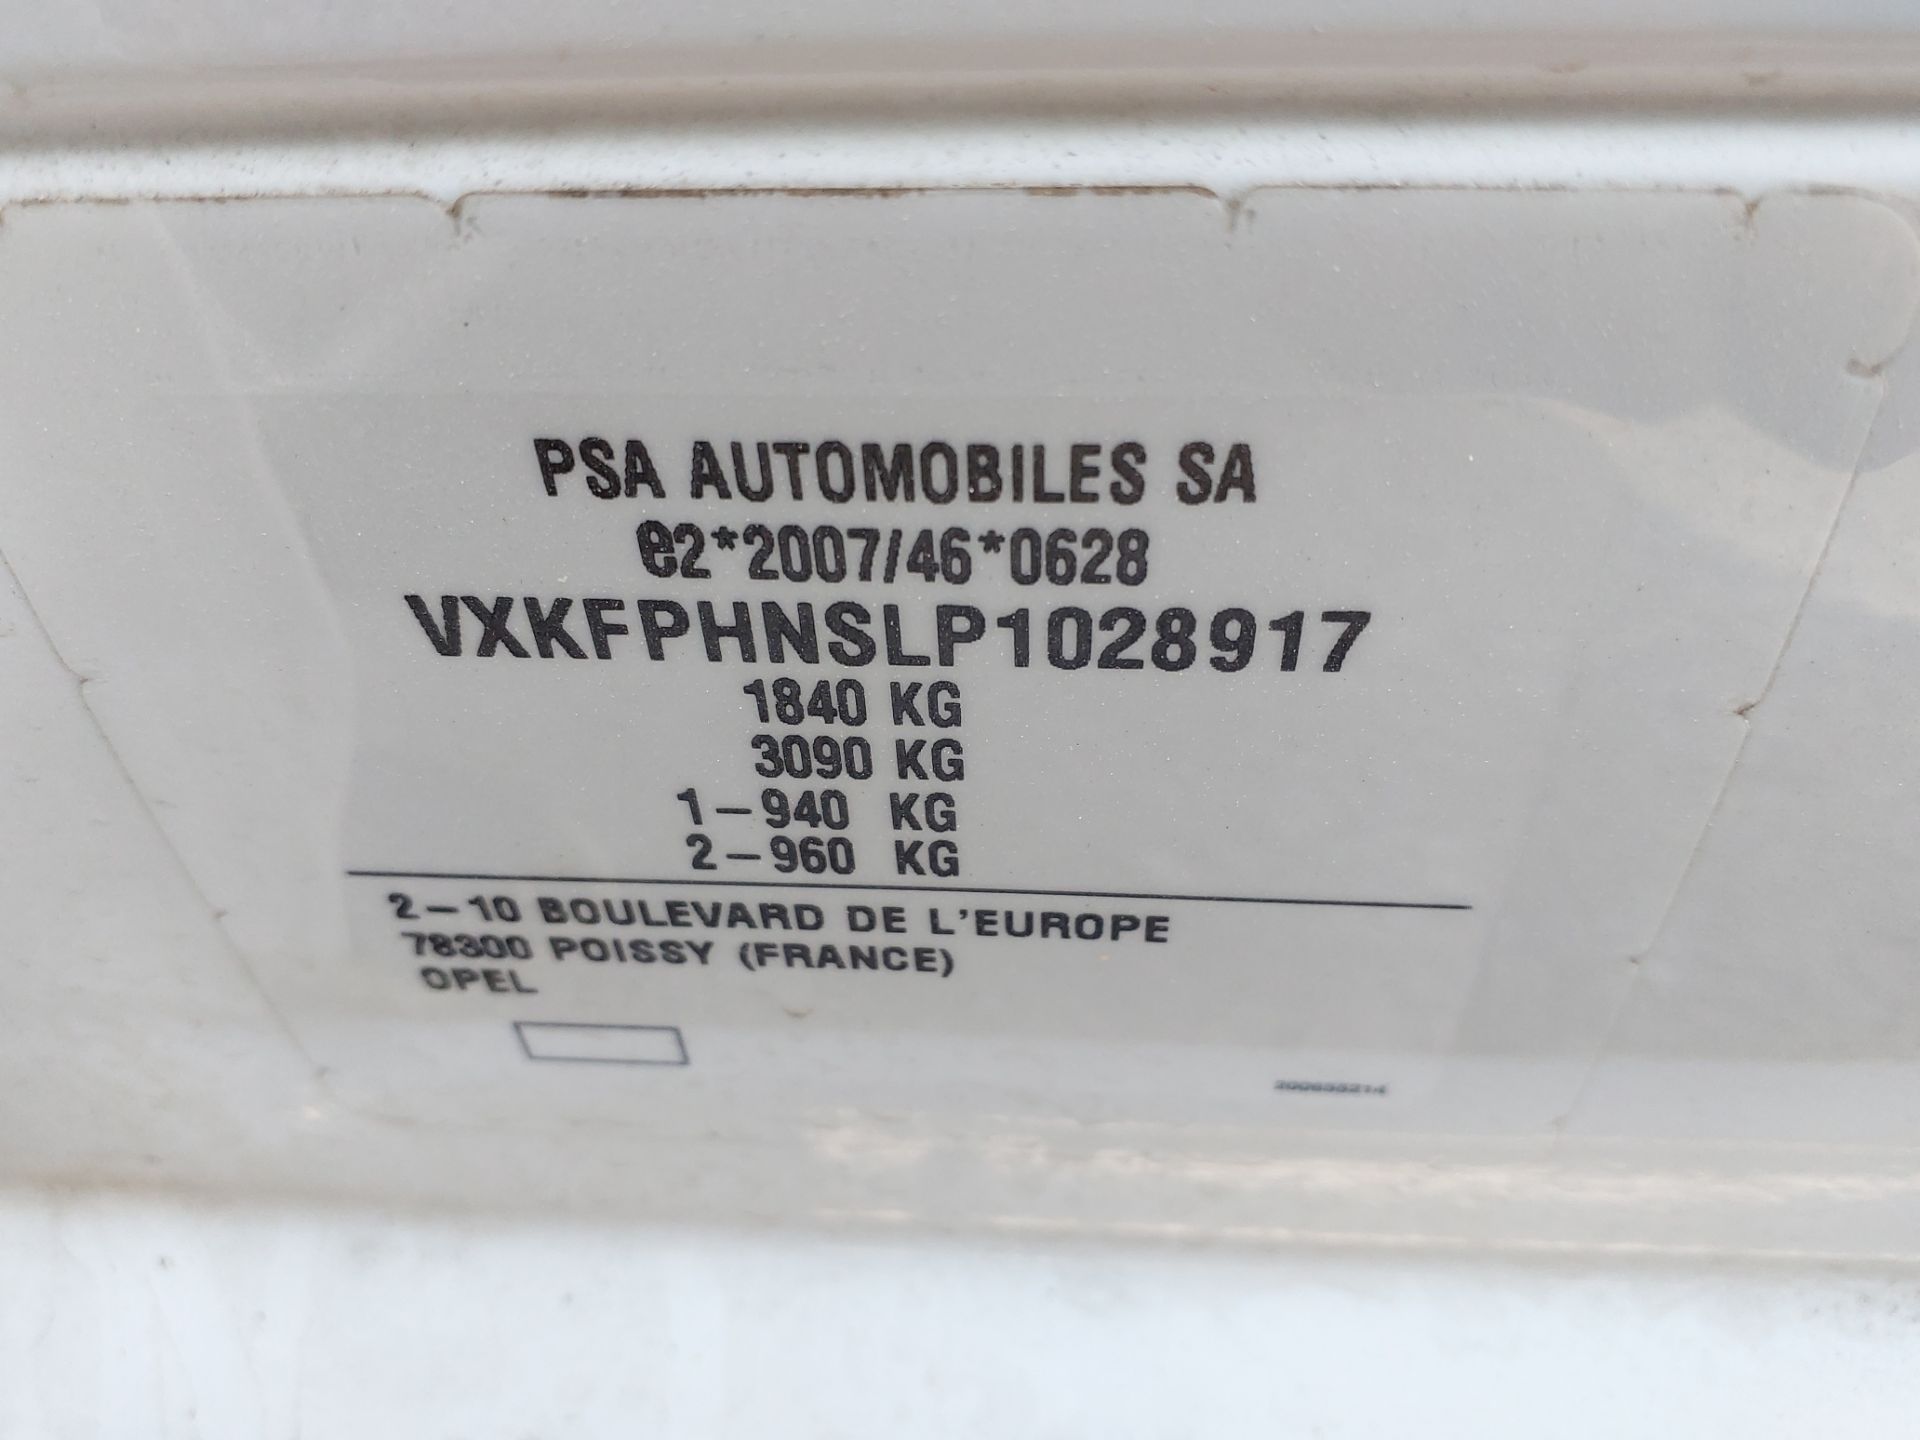 PSA AUTOMOBILES SA
e2*2007/46*0628
VXKFPHNSLP1028917
1840 KG
3090 KG
1-940 KG
2-960 KG
2-10 BOULEVARD DE L'EUROPE
78300 POISSY (FRANCE)
OPEL